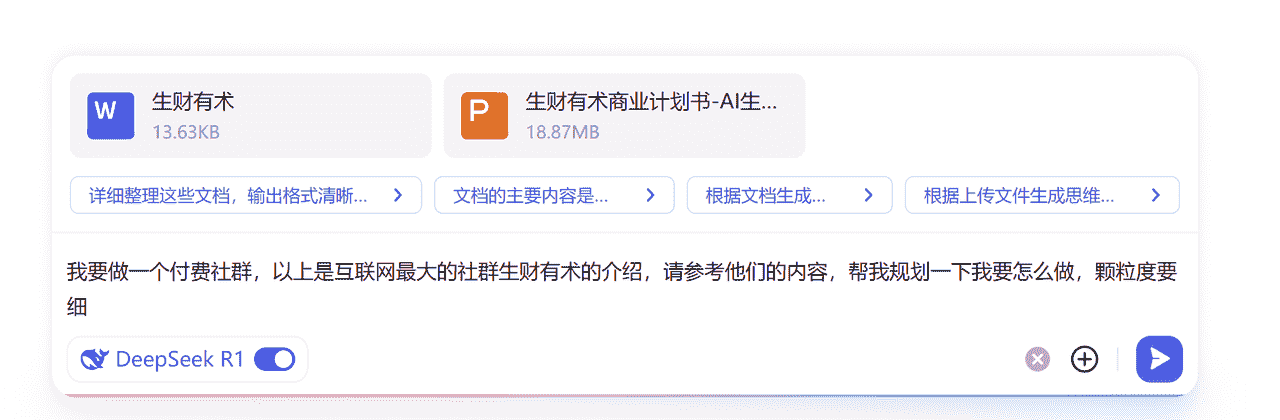 W
生财有术
13.63KB
P
生财有术商业计划书-AI生...
18.87MB
详细整理这些文档，输出格式清晰...
文档的主要内容是...
根据文档生成...
根据上传文件生成思维...
我要做一个付费社群，以上是互联网最大的社群生财有术的介绍，请参考他们的内容，帮我规划一下我要怎么做，颗粒度要
细
DeepSeek R1